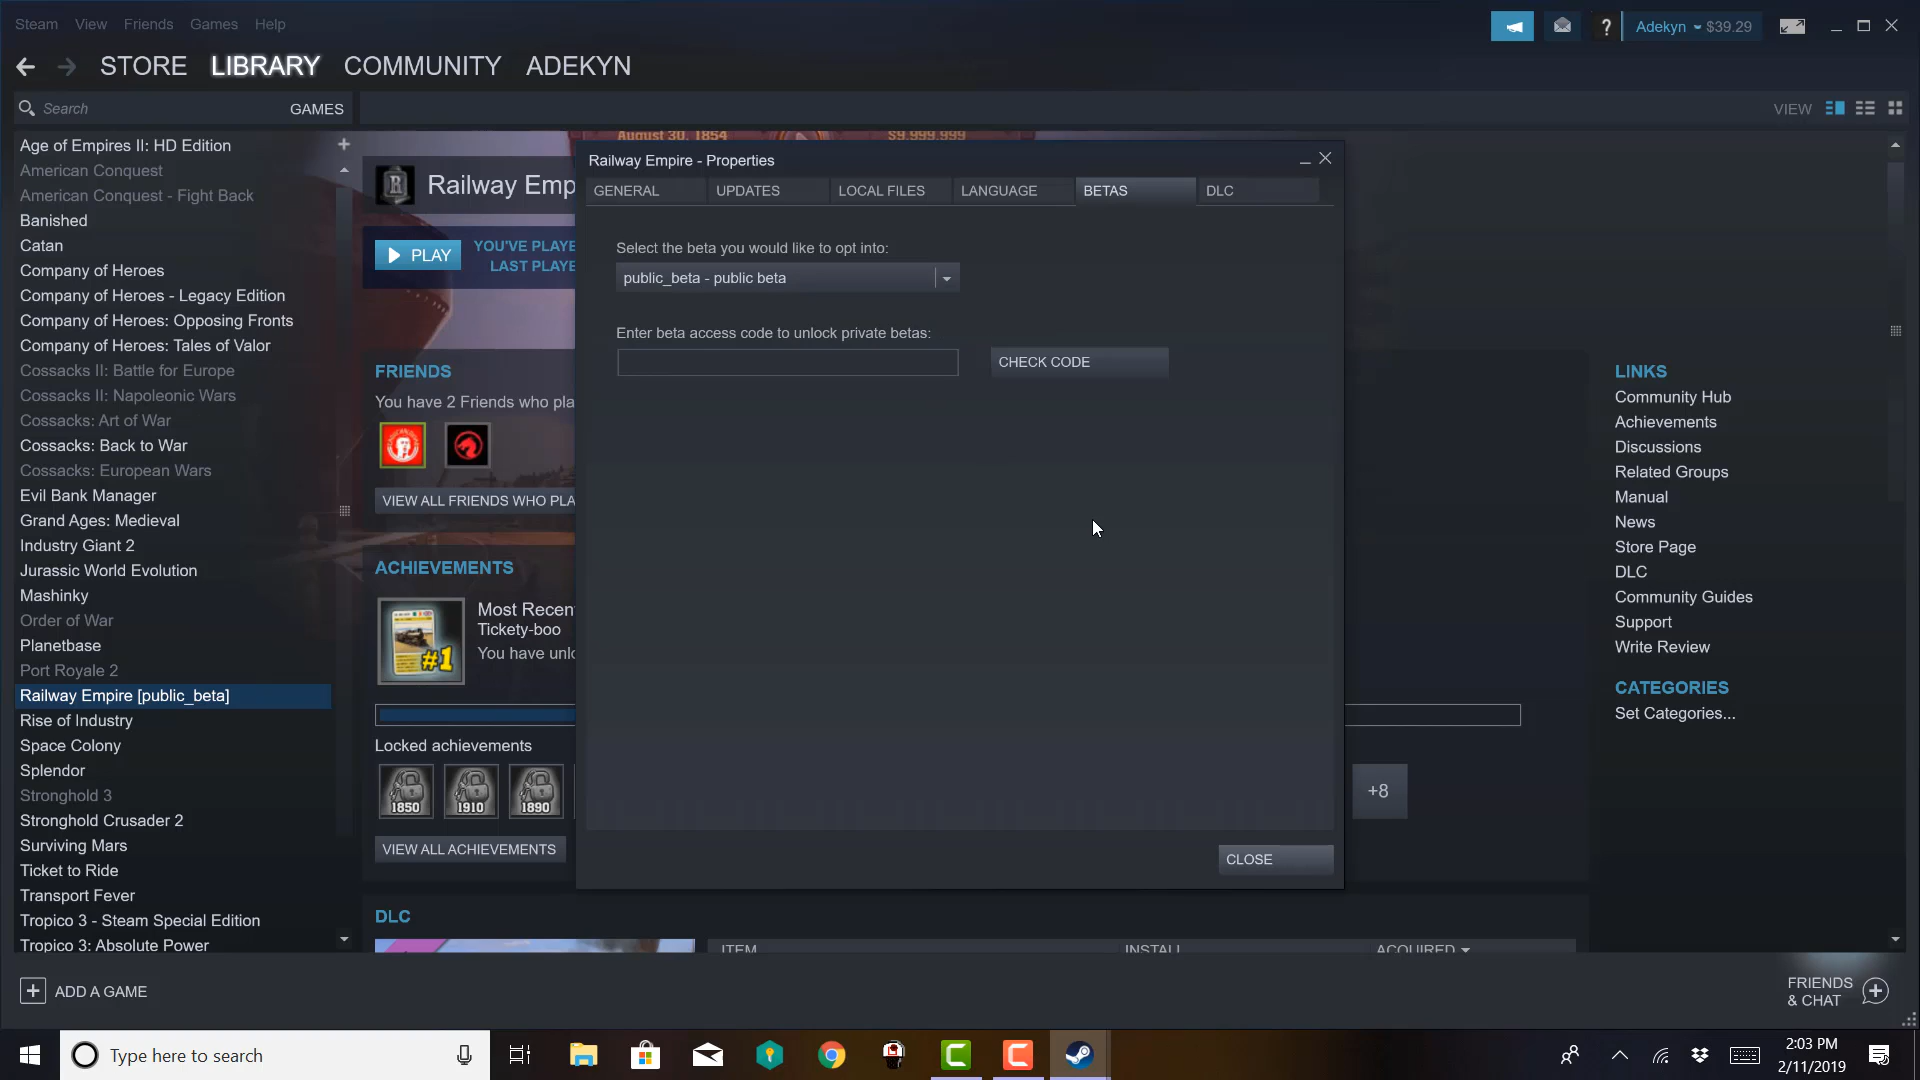 Steam View Friends Games Help
Adekyn $39.29
STORE LIBRARY COMMUNITY ADEKYN
Search GAMES
VIEW
Age of Empires II: HD Edition
American Conquest
American Conquest - Fight Back
Banished
Catan
Company of Heroes
Company of Heroes - Legacy Edition
Company of Heroes: Opposing Fronts
Company of Heroes: Tales of Valor
Cossacks II: Battle for Europe
Cossacks II: Napoleonic Wars
Cossacks: Art of War
Cossacks: Back to War
Cossacks: European Wars
Evil Bank Manager
Grand Ages: Medieval
Industry Giant 2
Jurassic World Evolution
Mashinky
Order of War
Planetbase
Port Royale 2
Railway Empire [public_beta]
Rise of Industry
Space Colony
Splendor
Stronghold 3
Stronghold Crusader 2
Surviving Mars
Ticket to Ride
Transport Fever
Tropico 3 - Steam Special Edition
Tropico 3: Absolute Power
ADD A GAME
August 30, 1854 $9,999,999
Railway Emp
PLAY
YOU'VE PLAYE
LAST PLAYE
FRIENDS
You have 2 Friends who pla
VIEW ALL FRIENDS WHO PLA
ACHIEVEMENTS
#1
Most Recen
Tickety-boo
You have unlo
Locked achievements
1850 1910 1890
+8
VIEW ALL ACHIEVEMENTS
DLC
ITEM INSTALL ACQUIRED
Railway Empire - Properties
GENERAL UPDATES LOCAL FILES LANGUAGE BETAS DLC
Select the beta you would like to opt into:
public_beta - public beta
Enter beta access code to unlock private betas:
CHECK CODE
CLOSE
LINKS
Community Hub
Achievements
Discussions
Related Groups
Manual
News
Store Page
DLC
Community Guides
Support
Write Review
CATEGORIES
Set Categories...
FRIENDS
& CHAT
Type here to search
2:03 PM
2/11/2019